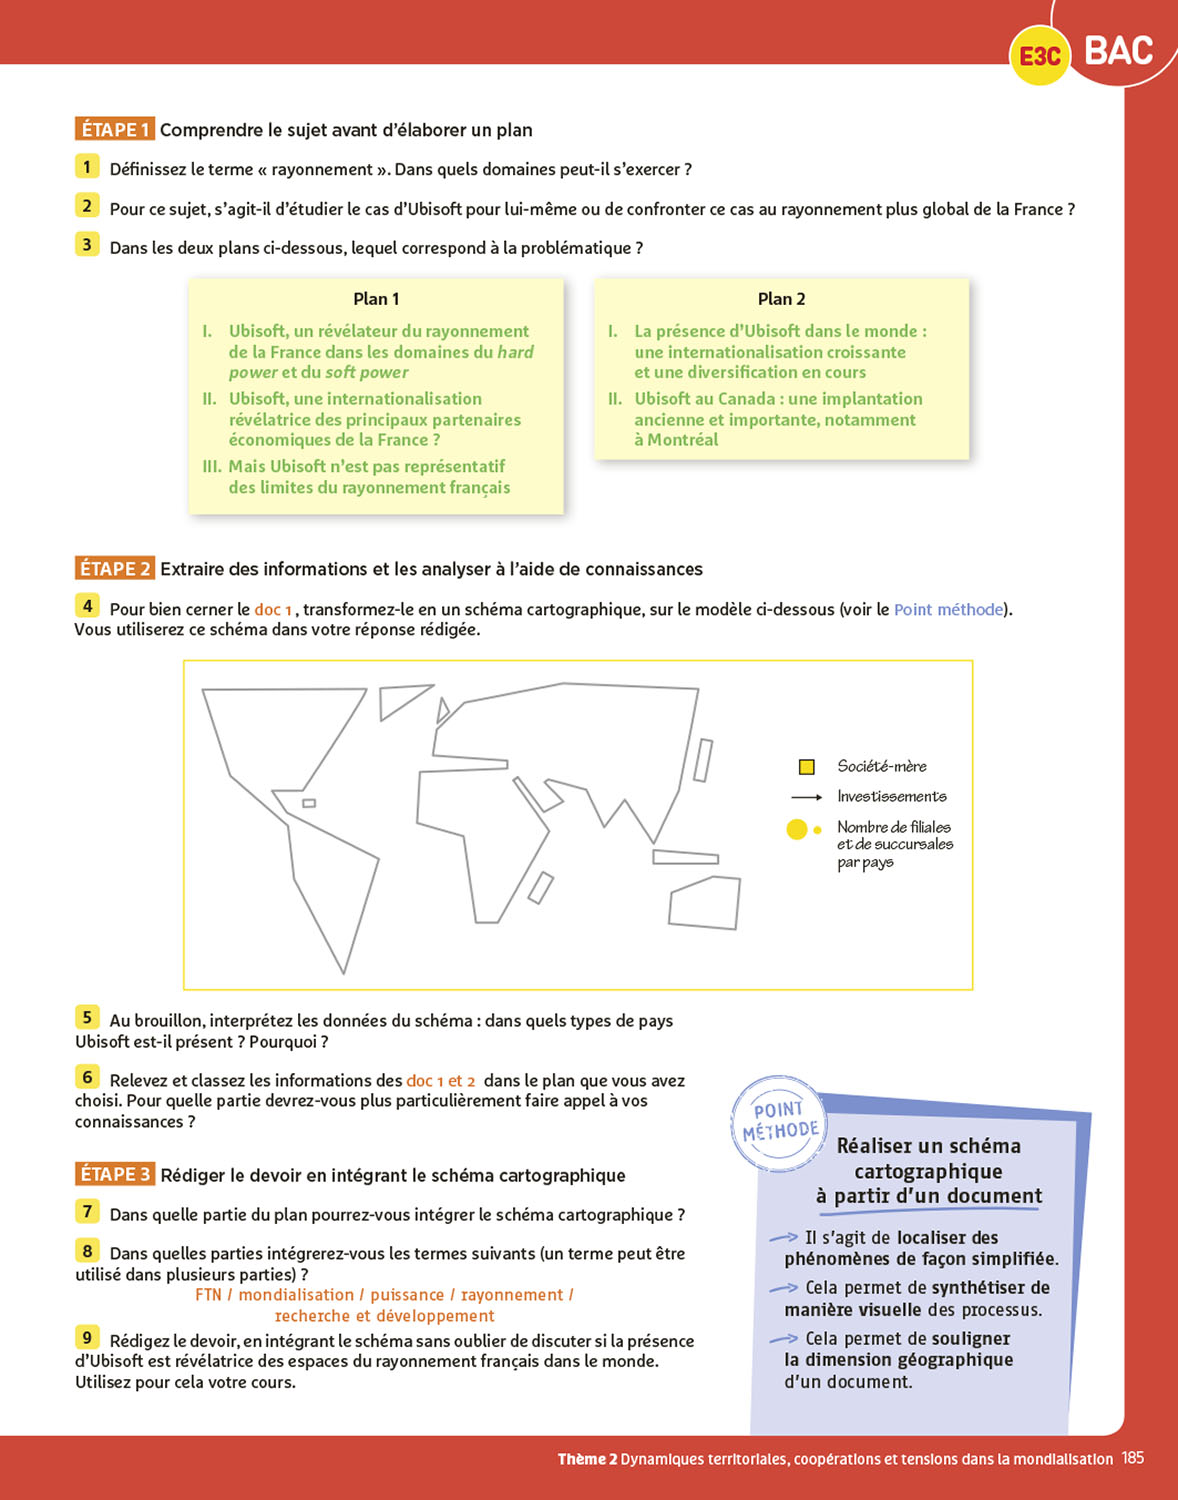 E3C BAC
ÉTAPE 1 Comprendre le sujet avant d'élaborer un plan
1 Définissez le terme « rayonnement ». Dans quels domaines peut-il s'exercer ?
2 Pour ce sujet, s'agit-il d'étudier le cas d'Ubisoft pour lui-même ou de confronter ce cas au rayonnement plus global de la France ?
3 Dans les deux plans ci-dessous, lequel correspond à la problématique ?
Plan 1
I. Ubisoft, un révélateur du rayonnement
de la France dans les domaines du hard
power et du soft power
II. Ubisoft, une internationalisation
révélatrice des principaux partenaires
économiques de la France ?
III. Mais Ubisoft n'est pas représentatif
des limites du rayonnement français
Plan 2
I. La présence d'Ubisoft dans le monde :
une internationalisation croissante
et une diversification en cours
II. Ubisoft au Canada : une implantation
ancienne et importante, notamment
à Montréal
ÉTAPE 2 Extraire des informations et les analyser à l'aide de connaissances
4 Pour bien cerner le doc 1 , transformez-le en un schéma cartographique, sur le modèle ci-dessous (voir le Point méthode).
Vous utiliserez ce schéma dans votre réponse rédigée.
Société-mère
Investissements
Nombre de filiales
et de succursales
par pays
5 Au brouillon, interprétez les données du schéma : dans quels types de pays
Ubisoft est-il présent ? Pourquoi ?
6 Relevez et classez les informations des doc 1 et 2 dans le plan que vous avez
choisi. Pour quelle partie devrez-vous plus particulièrement faire appel à vos
connaissances ?
ÉTAPE 3 Rédiger le devoir en intégrant le schéma cartographique
7 Dans quelle partie du plan pourrez-vous intégrer le schéma cartographique ?
8 Dans quelles parties intégrerez-vous les termes suivants (un terme peut être
utilisé dans plusieurs parties) ?
FTN / mondialisation / puissance / rayonnement /
recherche et développement
9 Rédigez le devoir, en intégrant le schéma sans oublier de discuter si la présence
d'Ubisoft est révélatrice des espaces du rayonnement français dans le monde.
Utilisez pour cela votre cours.
POINT
MÉTHODE
Réaliser un schéma
cartographique
à partir d'un document
Il s'agit de localiser des
phénomènes de façon simplifiée.
Cela permet de synthétiser de
manière visuelle des processus.
Cela permet de souligner
la dimension géographique
d'un document.
Thème 2 Dynamiques territoriales, coopérations et tensions dans la mondialisation 185